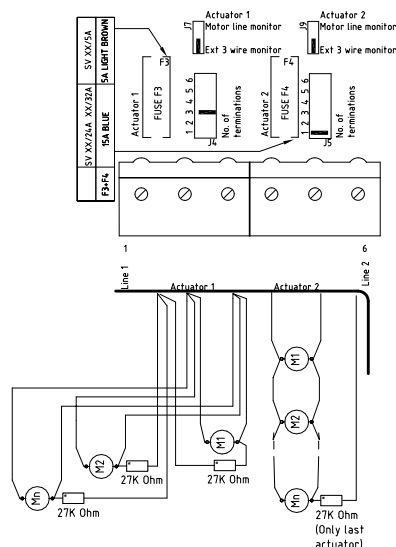 Actuator 1
J7
Motor line monitor
Ext 3 wire monitor
Actuator 2
J9
Motor line monitor
Ext 3 wire monitor
SV XX/5A
5A LIGHT BROWN
SV XX/24A XX/32A
15A BLUE
F3+F4
Actuator 1
F3
FUSE F3
1 2 3 4 5 6
J4
No. of
terminations
Actuator 2
F4
FUSE F4
1 2 3 4 5 6
J5
No. of
terminations
1
6
Line 1
Actuator 1
Actuator 2
Line 2
M1
M2
Mn
M1
27K Ohm
M2
27K Ohm
Mn
27K Ohm
*
*
*
*
27K Ohm
(Only last
actuator)